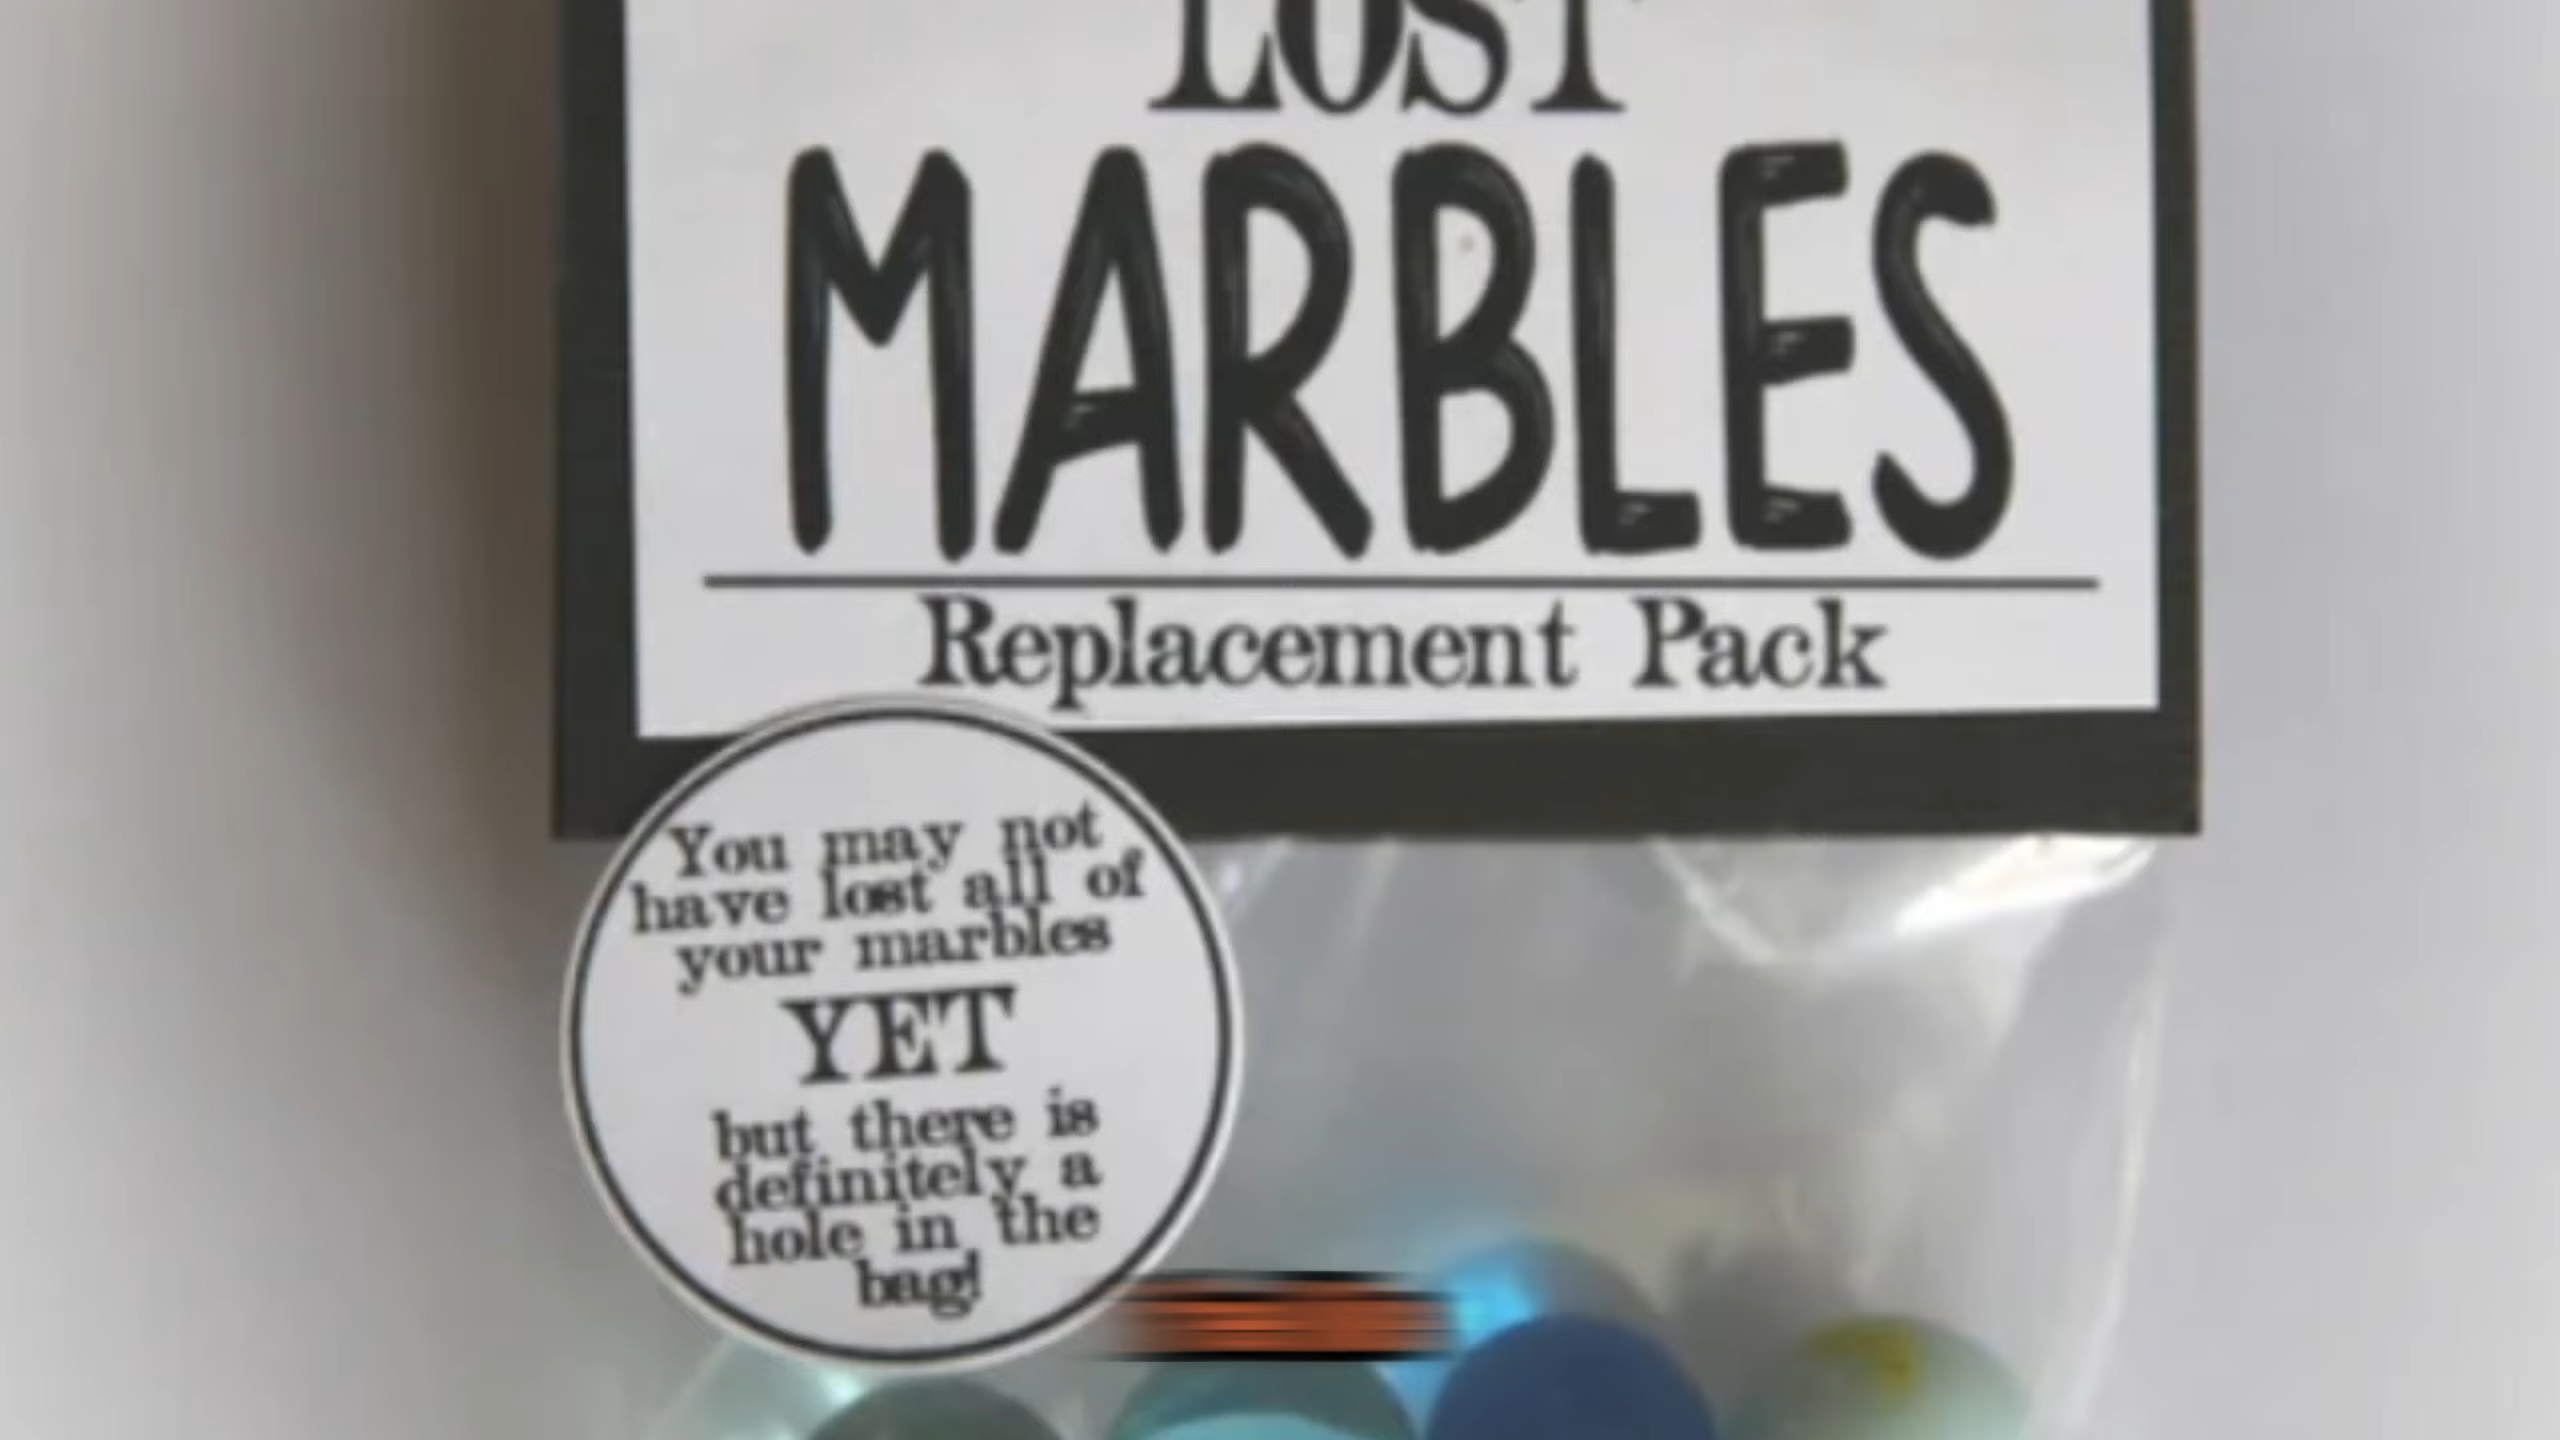 LOST
MARBLES
Replacement Pack
You may not
have lost all of
your marbles
YET
but there is
definitely a
hole in the
bag!